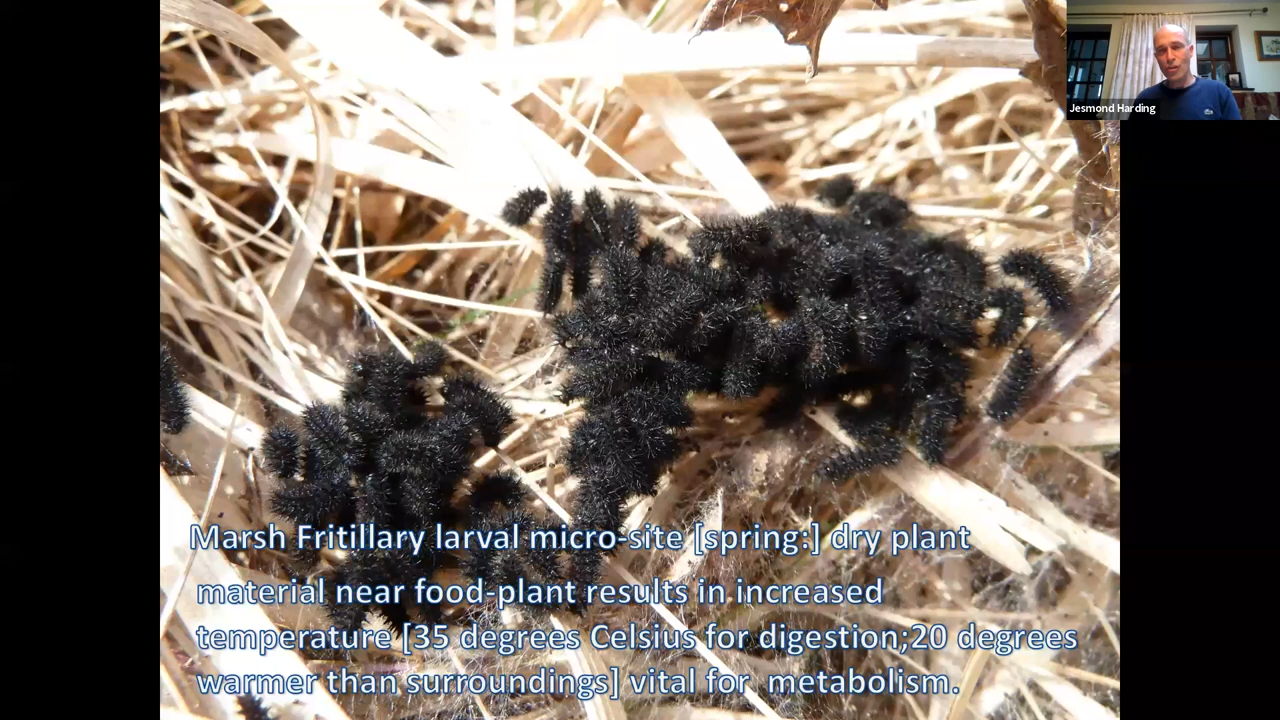 Jesmond Harding
Marsh Fritillary larval micro-site [spring:] dry plant
material near food-plant results in increased
temperature [35 degrees Celsius for digestion;20 degrees
warmer than surroundings] vital for  metabolism.